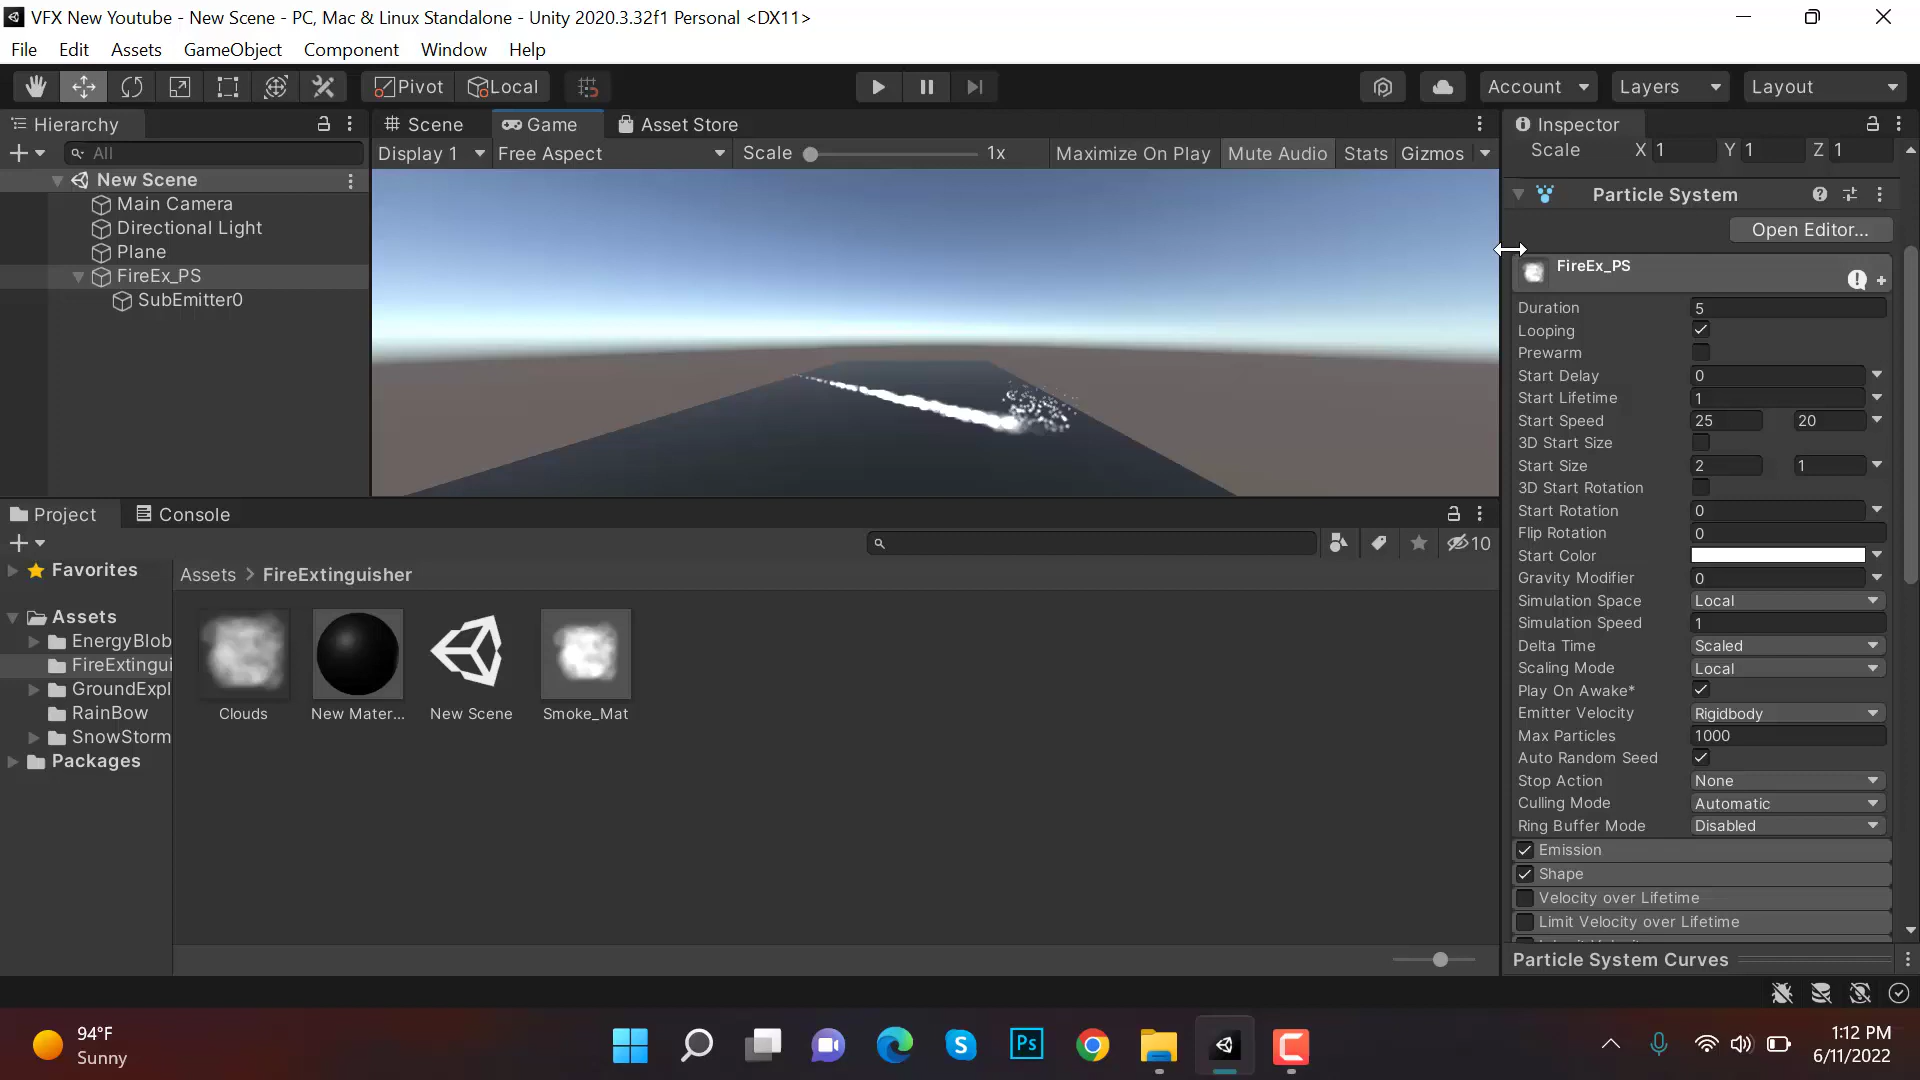 VFX New Youtube - New Scene - PC, Mac & Linux Standalone - Unity 2020.3.32f1 Personal <DX11>
File Edit Assets GameObject Component Window Help
Pivot Local Account Layers Layout
Hierarchy
Scene Game Asset Store
Inspector
All
Display 1 Free Aspect Scale 1x Maximize On Play Mute Audio Stats Gizmos
Scale X 1 Y 1 Z 1
New Scene
Main Camera
Directional Light
Plane
FireEx_PS
SubEmitter0
Particle System
Open Editor...
FireEx_PS
Duration 5
Looping
Prewarm
Start Delay 0
Start Lifetime 1
Start Speed 25 20
3D Start Size
Start Size 2 1
3D Start Rotation
Start Rotation 0
Flip Rotation 0
Start Color
Gravity Modifier 0
Simulation Space Local
Simulation Speed 1
Delta Time Scaled
Scaling Mode Local
Play On Awake*
Emitter Velocity Rigidbody
Max Particles 1000
Auto Random Seed
Stop Action None
Culling Mode Automatic
Ring Buffer Mode Disabled
Emission
Shape
Velocity over Lifetime
Limit Velocity over Lifetime
Particle System Curves
Project Console
10
Favorites
Assets
EnergyBlob
FireExtingui
GroundExpl
RainBow
SnowStorm
Packages
Assets > FireExtinguisher
Clouds New Mater... New Scene Smoke_Mat
94°F
Sunny
Ps
1:12 PM
6/11/2022